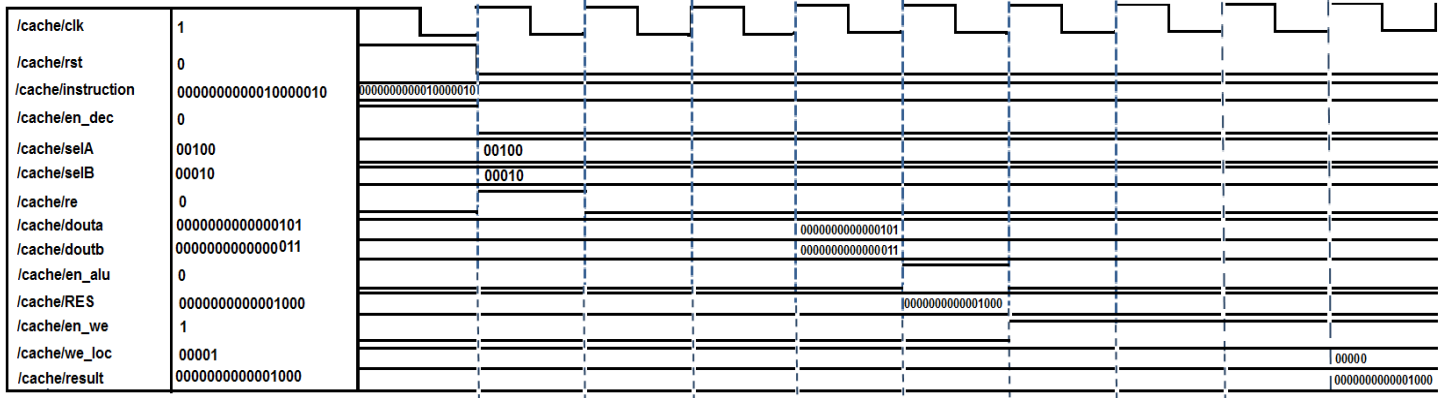 /cache/clk 1
/cache/rst 0
/cache/instruction 0000000000010000010 0000000000010000010
/cache/en_dec 0
/cache/selA 00100 00100
/cache/selB 00010 00010
/cache/re 0
/cache/douta 0000000000000101 0000000000000101
/cache/doutb 0000000000000011 0000000000000011
/cache/en_alu 0
/cache/RES 0000000000001000 0000000000001000
/cache/en_we 1
/cache/we_loc 00001 00000
/cache/result 0000000000001000 0000000000001000